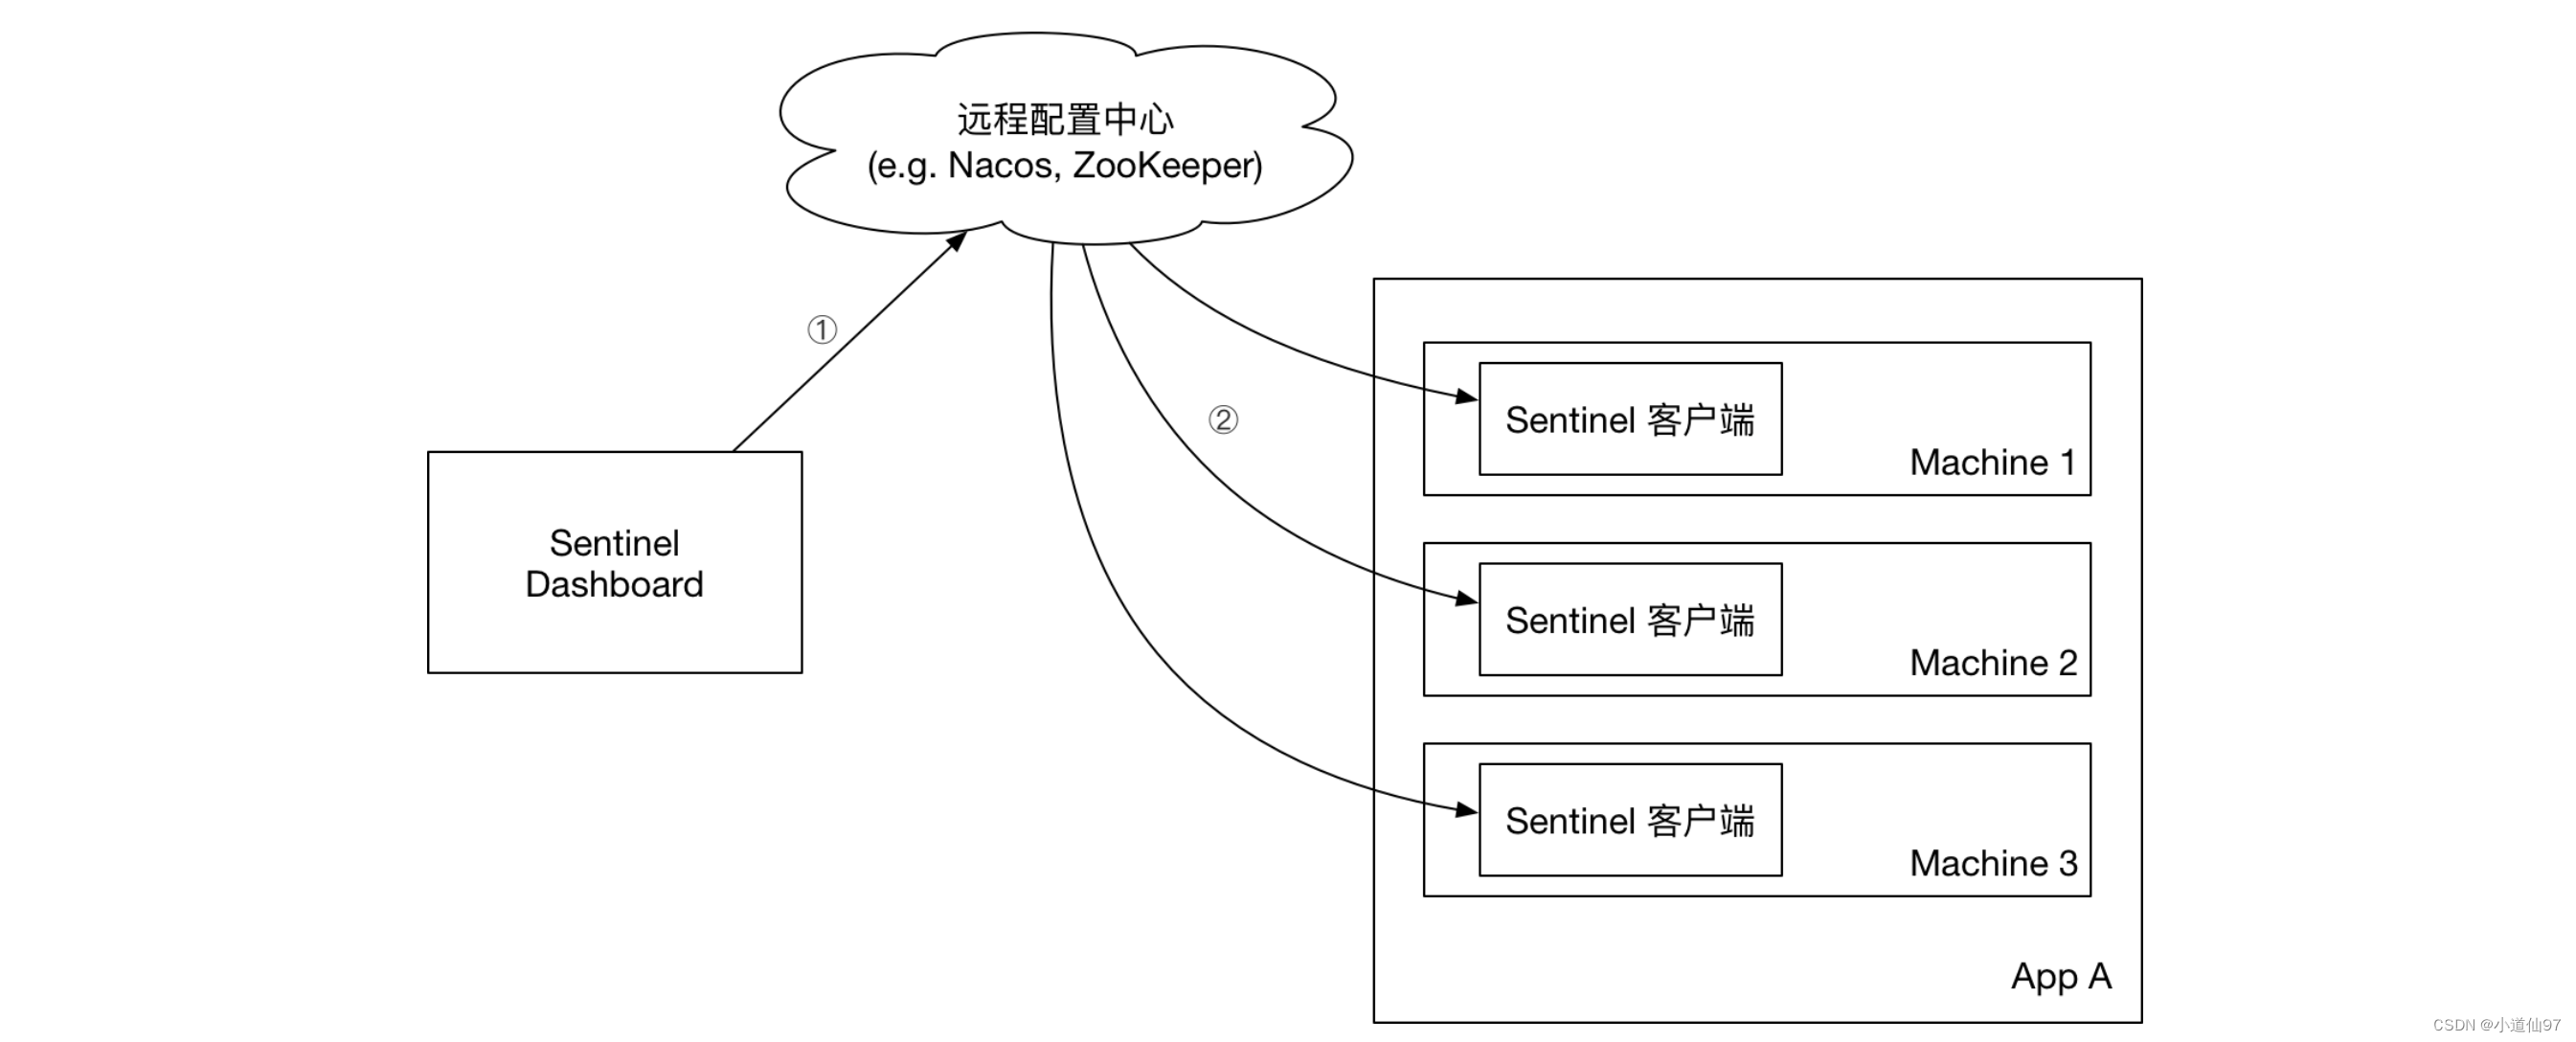 远程配置中心
(e.g. Nacos, ZooKeeper)
①
②
Sentinel
Dashboard
Sentinel 客户端
Machine 1
Sentinel 客户端
Machine 2
Sentinel 客户端
Machine 3
App A
CSDN @小道仙97